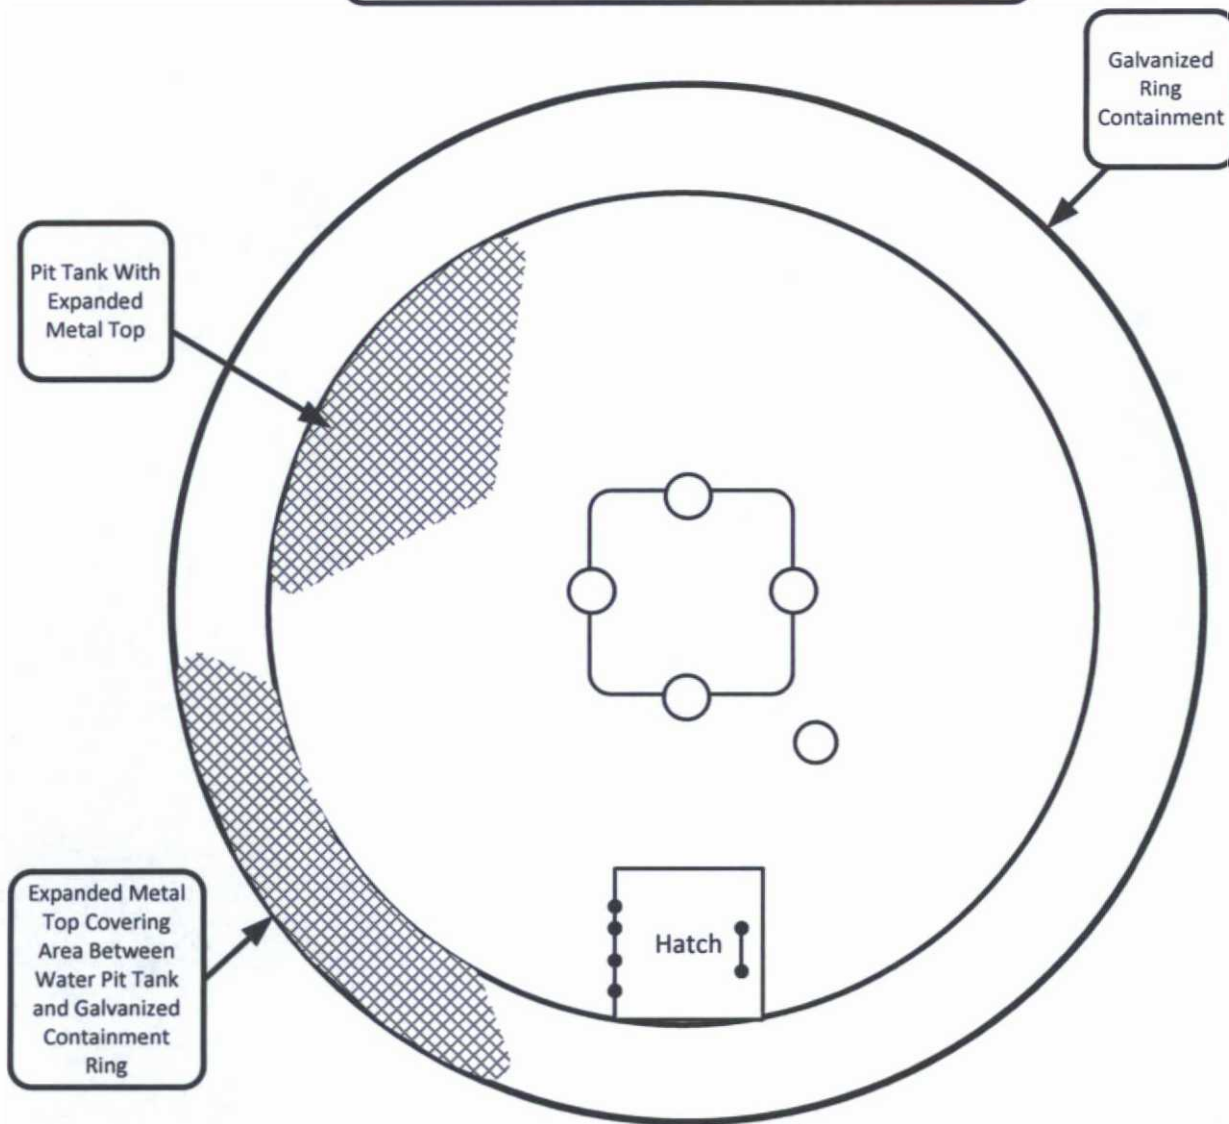 Galvanized
Ring
Containment
Pit Tank With
Expanded
Metal Top
Expanded Metal
Top Covering
Area Between
Water Pit Tank
and Galvanized
Containment
Ring
Hatch